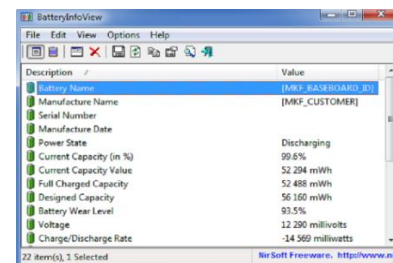 BatteryInfoView
File Edit View Options Help
Description / Value
Battery Name [MKF_BASEBOARD_ID]
Manufacture Name [MKF_CUSTOMER]
Serial Number
Manufacture Date
Power State Discharging
Current Capacity (in %) 99.6%
Current Capacity Value 52 294 mWh
Full Charged Capacity 52 488 mWh
Designed Capacity 56 160 mWh
Battery Wear Level 93.5%
Voltage 12 290 millivolts
Charge/Discharge Rate -14 569 milliwatts
22 item(s), 1 Selected NirSoft Freeware. http://www.n